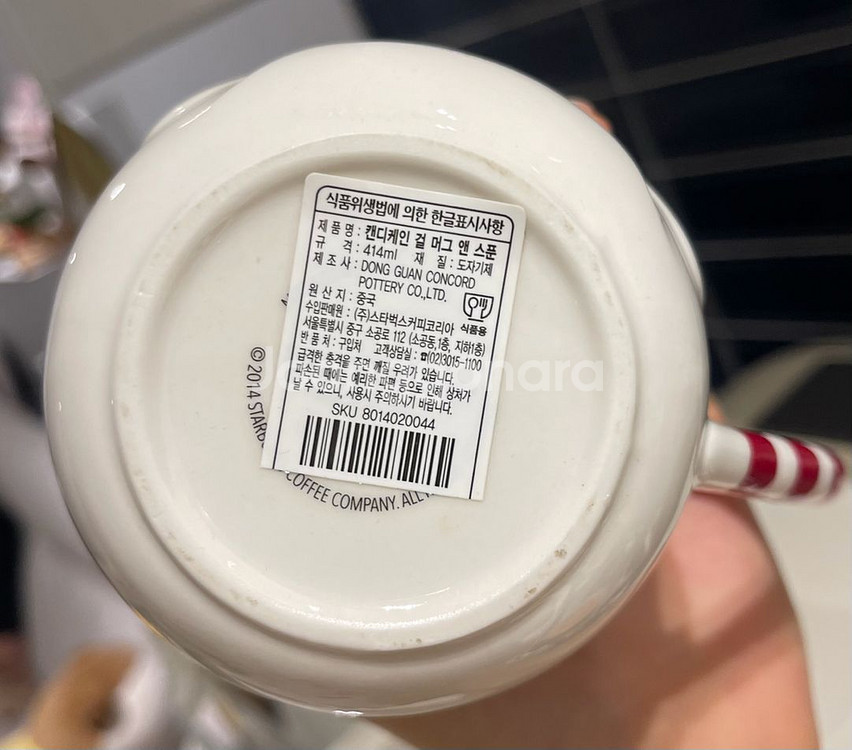 식품위생법에 의한 한글표시사항
제 품 명 : 캔디케인 걸 머그 앤 스푼
규 격 : 414ml 재 질 : 도자기제
제 조 사 : DONG GUAN CONCORD
POTTERY CO.,LTD.
원 산 지 : 중국
식품용
수입판매원 : (주)스타벅스커피코리아
서울특별시 중구 소공로 112 (소공동,1층, 지하1층)
반 품 처 : 구입처 고객상담실 : ☎(02)3015-1100
급격한 충격을 주면 깨질 우려가 있습니다.
파손된 때에는 예리한 파편 등으로 인해 상처가
날 수 있으니, 사용시 주의하시기 바랍니다.
SKU 8014020044
© 2014 STARB
COFFEE COMPANY. ALL